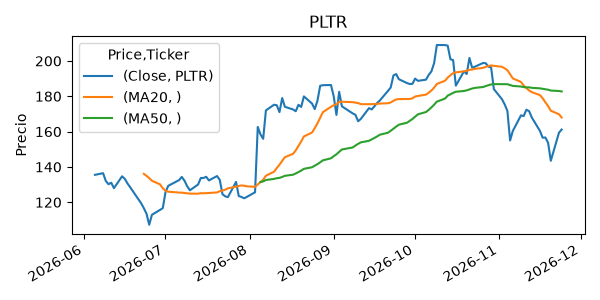 PLTR
Price,Ticker
(Close, PLTR)
(MA20, )
(MA50, )
Precio
200
180
160
140
120
2026-06
2026-07
2026-08
2026-09
2026-10
2026-11
2026-12